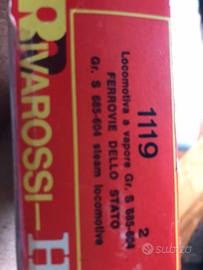 RIVAROSSI-H
1119 2
Locomotiva a vapore Gr. S 685-604
FERROVIE DELLO STATO
Gr. S 685-604 steam locomotive
subito